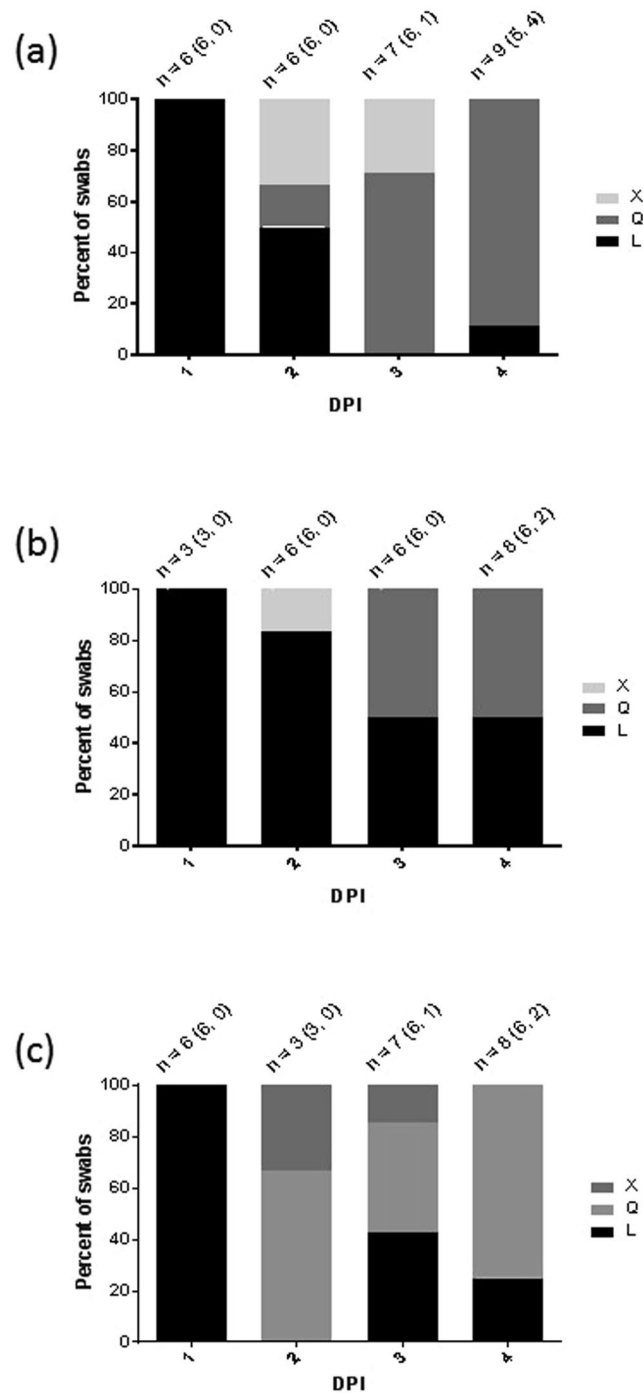 (a)
n = 6 (6, 0)
n = 6 (6, 0)
n = 7 (6, 1)
n = 9 (5, 4)
100
80
60
40
20
0
Percent of swabs
1
2
3
4
DPI
X
Q
L
(b)
n = 3 (3, 0)
n = 6 (6, 0)
n = 6 (6, 0)
n = 8 (6, 2)
100
80
60
40
20
0
Percent of swabs
1
2
3
4
DPI
X
Q
L
(c)
n = 6 (6, 0)
n = 3 (3, 0)
n = 7 (6, 1)
n = 8 (6, 2)
100
80
60
40
20
0
Percent of swabs
1
2
3
4
DPI
X
Q
L